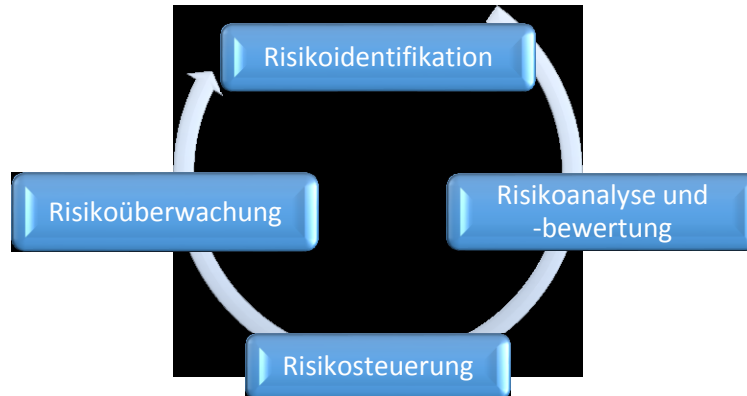 Risikoidentifikation
Risikoanalyse und
-bewertung
Risikosteuerung
Risikoüberwachung